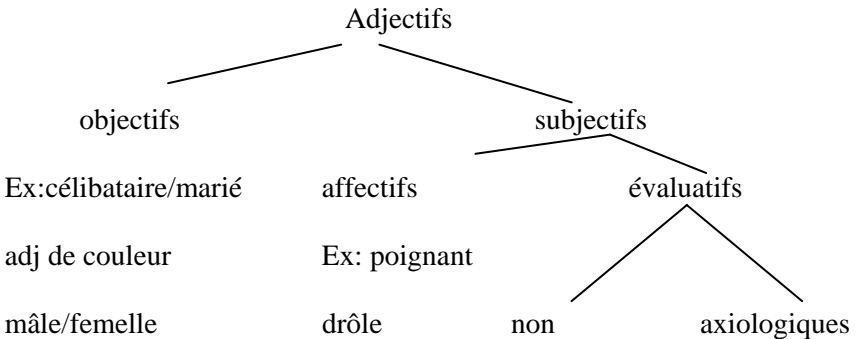 Adjectifs
objectifs subjectifs
Ex:célibataire/marié affectifs évaluatifs
adj de couleur Ex: poignant
mâle/femelle drôle non axiologiques